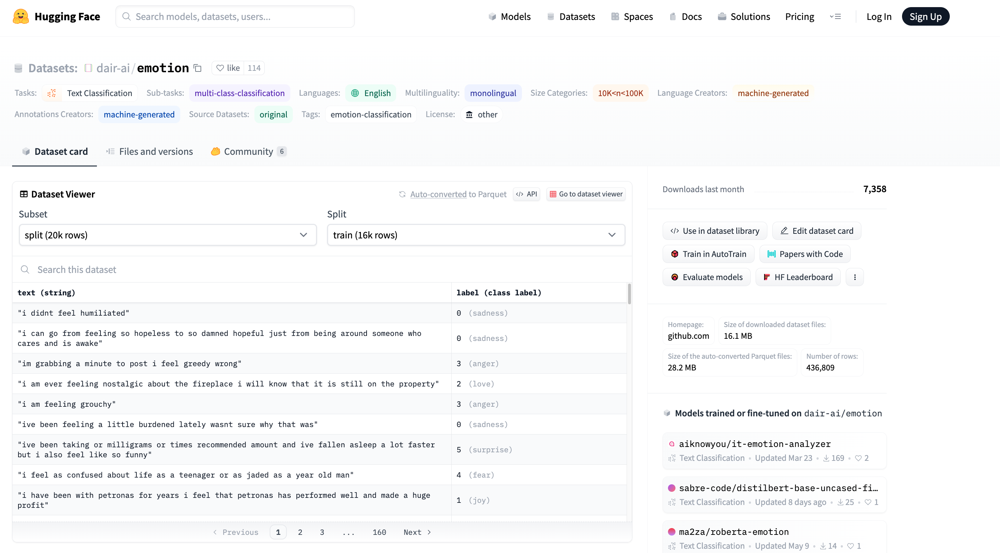 Hugging Face
Search models, datasets, users...
Models
Datasets
Spaces
Docs
Solutions
Pricing
Log In
Sign Up
Datasets: dair-ai/emotion
like 114
Tasks: Text Classification Sub-tasks: multi-class-classification Languages: English Multilinguality: monolingual Size Categories: 10K<n<100K Language Creators: machine-generated
Annotations Creators: machine-generated Source Datasets: original Tags: emotion-classification License: other
Dataset card
Files and versions
Community 6
Dataset Viewer
Auto-converted to Parquet
</> API
Go to dataset viewer
Subset
split (20k rows)
Split
train (16k rows)
Search this dataset
text (string) label (class label)
"i didnt feel humiliated" 0 (sadness)
"i can go from feeling so hopeless to so damned hopeful just from being around someone who
cares and is awake" 0 (sadness)
"im grabbing a minute to post i feel greedy wrong" 3 (anger)
"i am ever feeling nostalgic about the fireplace i will know that it is still on the property" 2 (love)
"i am feeling grouchy" 3 (anger)
"ive been feeling a little burdened lately wasnt sure why that was" 0 (sadness)
"ive been taking or milligrams or times recommended amount and ive fallen asleep a lot faster
but i also feel like so funny" 5 (surprise)
"i feel as confused about life as a teenager or as jaded as a year old man" 4 (fear)
"i have been with petronas for years i feel that petronas has performed well and made a huge
profit" 1 (joy)
< Previous 1 2 3 ... 160 Next >
Downloads last month 7,358
</> Use in dataset library
Edit dataset card
Train in AutoTrain
Papers with Code
Evaluate models
HF Leaderboard
Homepage:
github.com
Size of downloaded dataset files:
16.1 MB
Size of the auto-converted Parquet files:
28.2 MB
Number of rows:
436,809
Models trained or fine-tuned on dair-ai/emotion
aiknowyou/it-emotion-analyzer
Text Classification • Updated Mar 23 • 169 • 2
sabre-code/distilbert-base-uncased-fi…
Text Classification • Updated 8 days ago • 25 • 1
ma2za/roberta-emotion
Text Classification • Updated May 9 • 14 • 1